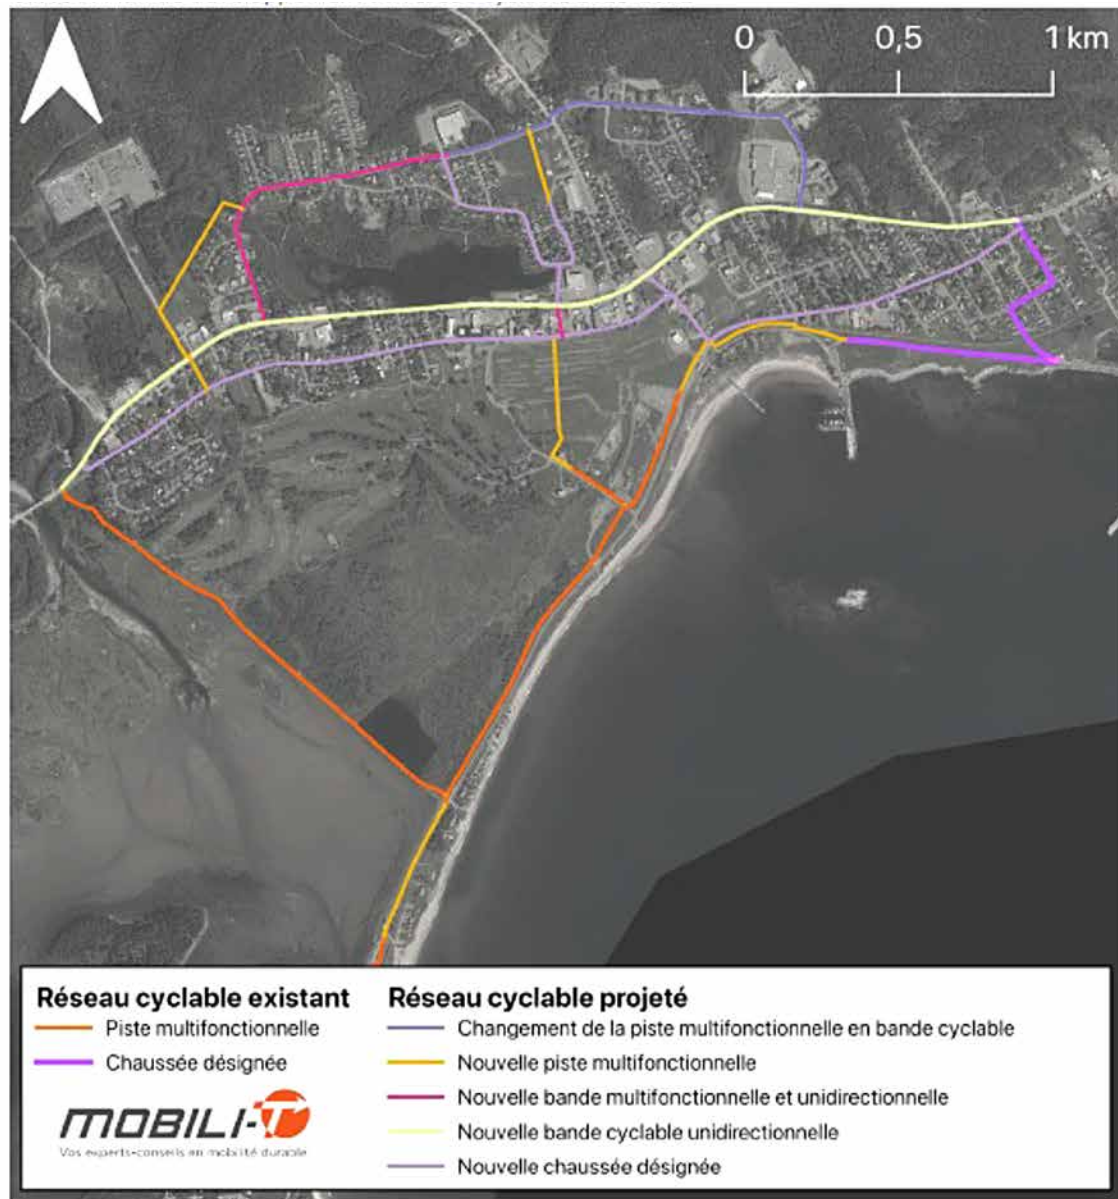 0 0,5 1 km
Réseau cyclable existant
Piste multifonctionnelle
Chaussée désignée
MOBILI-T
Vos experts-conseils en mobilité durable
Réseau cyclable projeté
Changement de la piste multifonctionnelle en bande cyclable
Nouvelle piste multifonctionnelle
Nouvelle bande multifonctionnelle et unidirectionnelle
Nouvelle bande cyclable unidirectionnelle
Nouvelle chaussée désignée